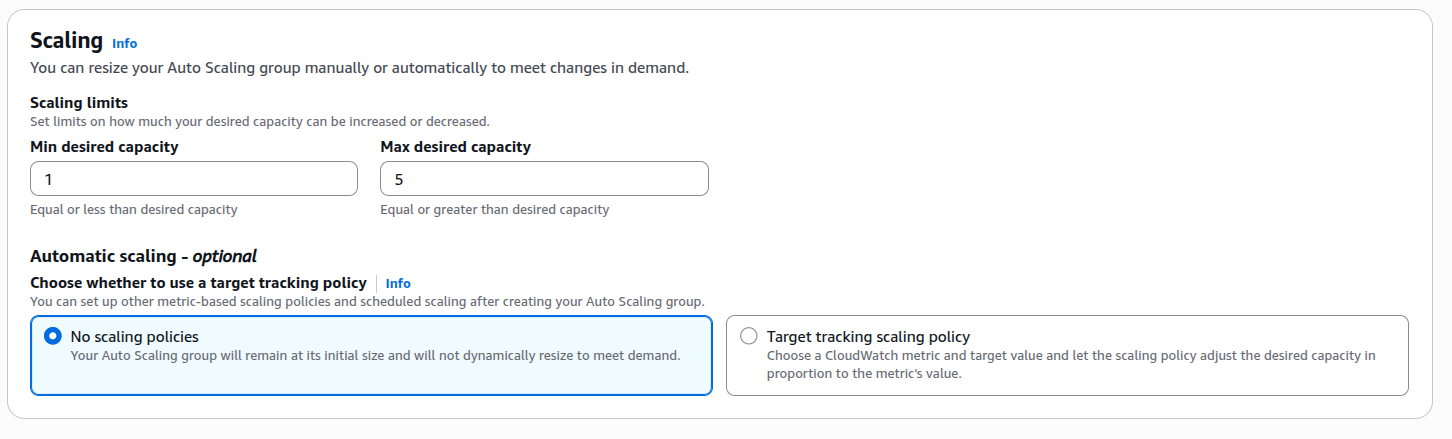 Scaling Info
You can resize your Auto Scaling group manually or automatically to meet changes in demand.
Scaling limits
Set limits on how much your desired capacity can be increased or decreased.
Min desired capacity
Max desired capacity
1
5
Equal or less than desired capacity
Equal or greater than desired capacity
Automatic scaling - optional
Choose whether to use a target tracking policy Info
You can set up other metric-based scaling policies and scheduled scaling after creating your Auto Scaling group.
No scaling policies
Your Auto Scaling group will remain at its initial size and will not dynamically resize to meet demand.
Target tracking scaling policy
Choose a CloudWatch metric and target value and let the scaling policy adjust the desired capacity in
proportion to the metric's value.